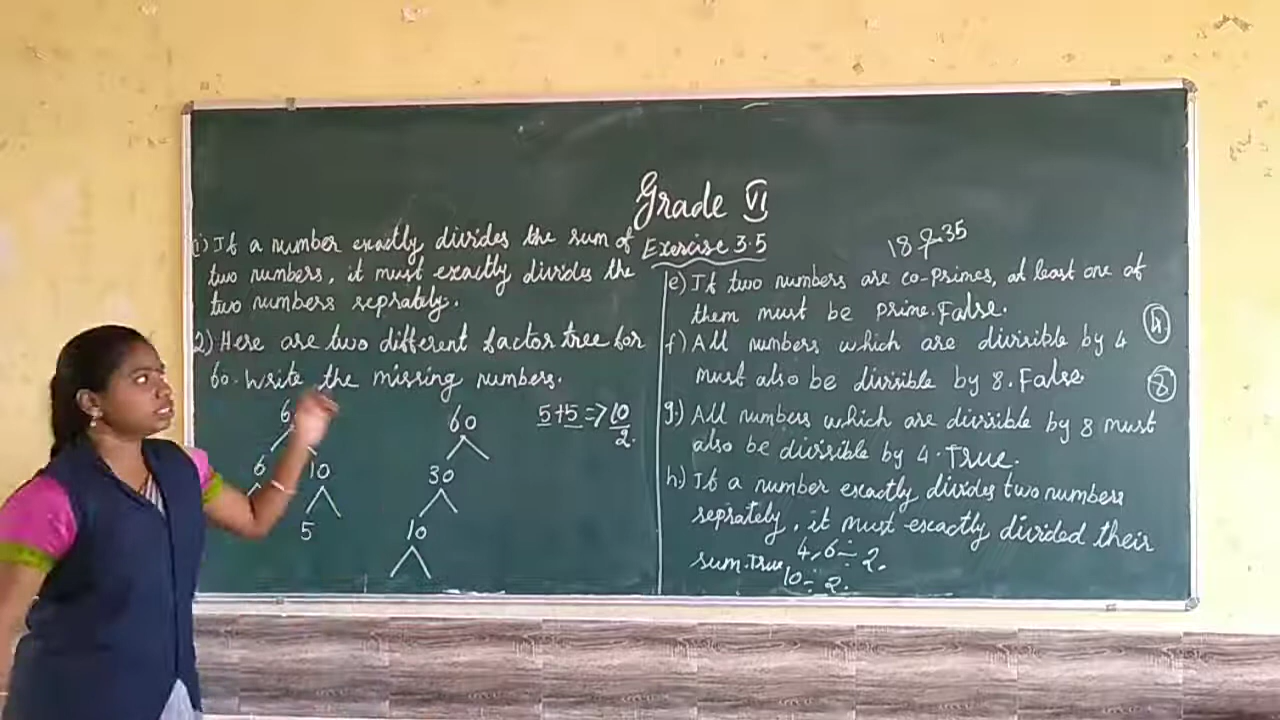 Grade VI
Exercise 3.5
i) If a number exactly divides the sum of
two numbers, it must exactly divides the
two numbers seprately.
2) Here are two different factor tree for
60. Write the missing numbers.
6
6 10
5
60
30
10
5+5 => 10
2.
18 & 35
e) If two numbers are co-primes, at least one of
them must be prime. False.
f) All numbers which are divisible by 4
must also be divisible by 8. False
4
8
g.) All numbers which are divisible by 8 must
also be divisible by 4. True.
h.) If a number exactly divides two numbers
seprately, it must exactly divided their
sum. True 4, 6 ÷ 2.
10 ÷ 2.